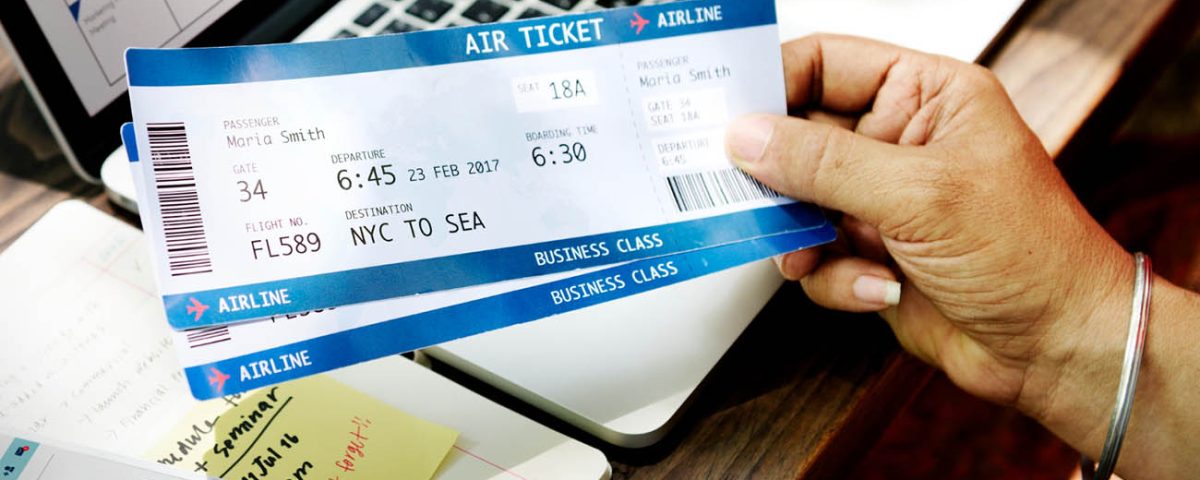 AIR TICKET
AIRLINE
PASSENGER
Maria Smith
SEAT 18A
GATE
34
DEPARTURE
6:45 23 FEB 2017
BOARDING TIME
6:30
FLIGHT NO.
FL589
DESTINATION
NYC TO SEA
PASSENGER
Maria Smith
GATE 34
SEAT 18A
DEPARTURE
6:45
AIRLINE
BUSINESS CLASS
AIRLINE
BUSINESS CLASS
Seminar
Jul 16
forget!!